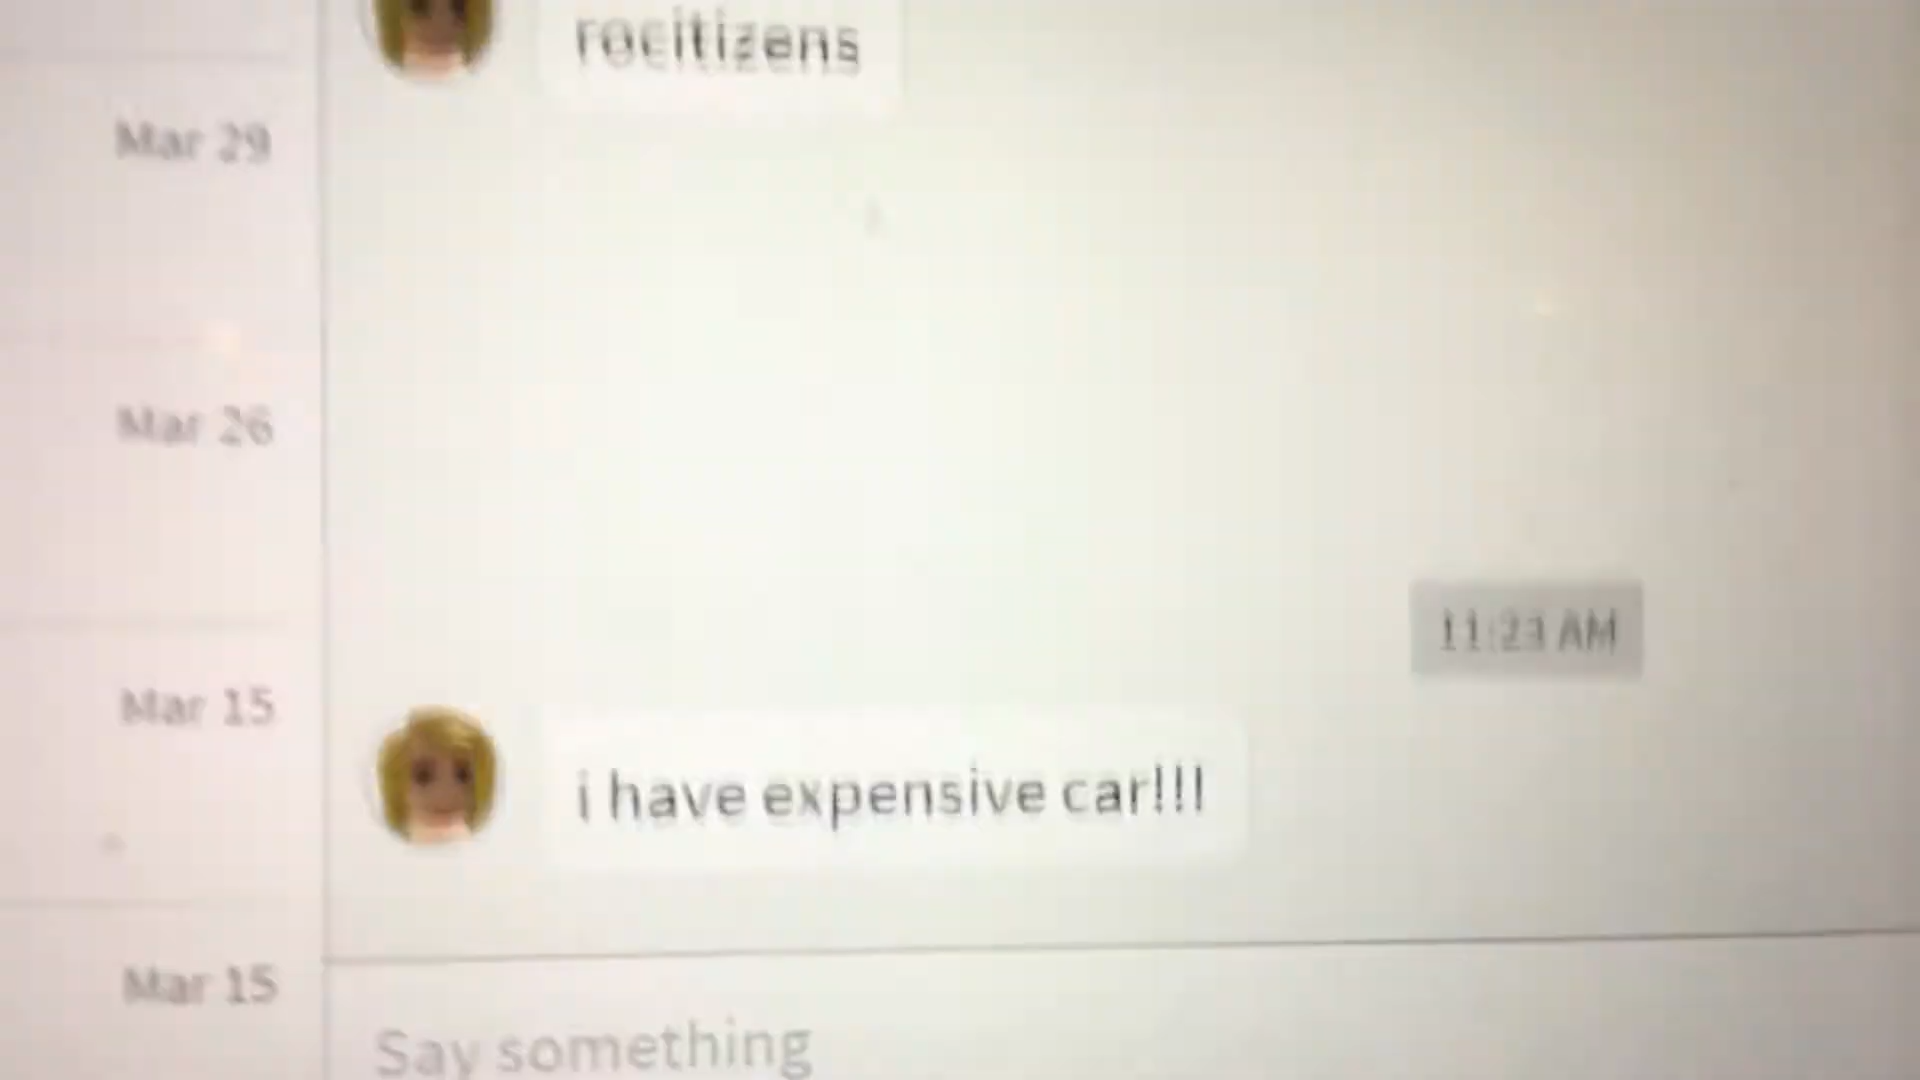 rocitizens
Mar 29
Mar 26
11:23 AM
Mar 15
i have expensive car!!!
Mar 15
Say something